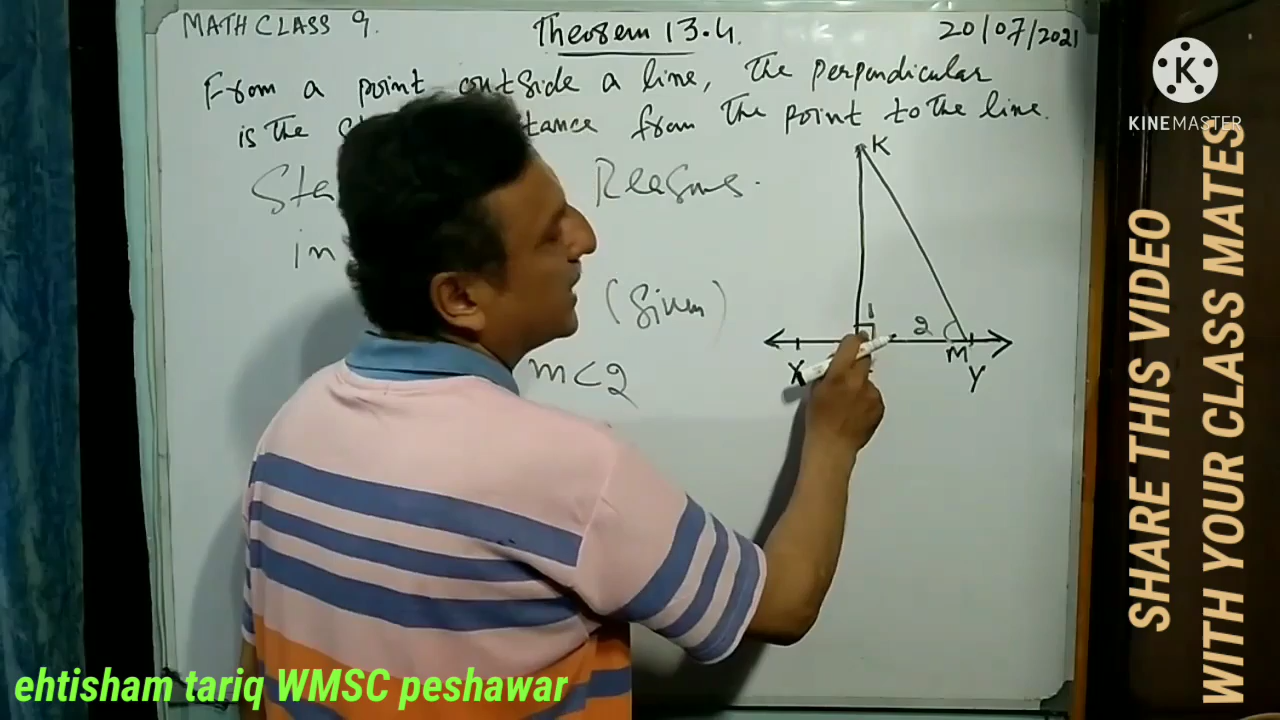 MATH CLASS 9.
Theorem 13.4.
20/07/2021
From a point outside a line, the perpendicular
is the tance from the point to the line.
Reasons.
in
(Given)
m<2
K
1
2
M
X
Y
K
KINEMASTER
SHARE THIS VIDEO
WITH YOUR CLASS MATES
ehtisham tariq WMSC peshawar